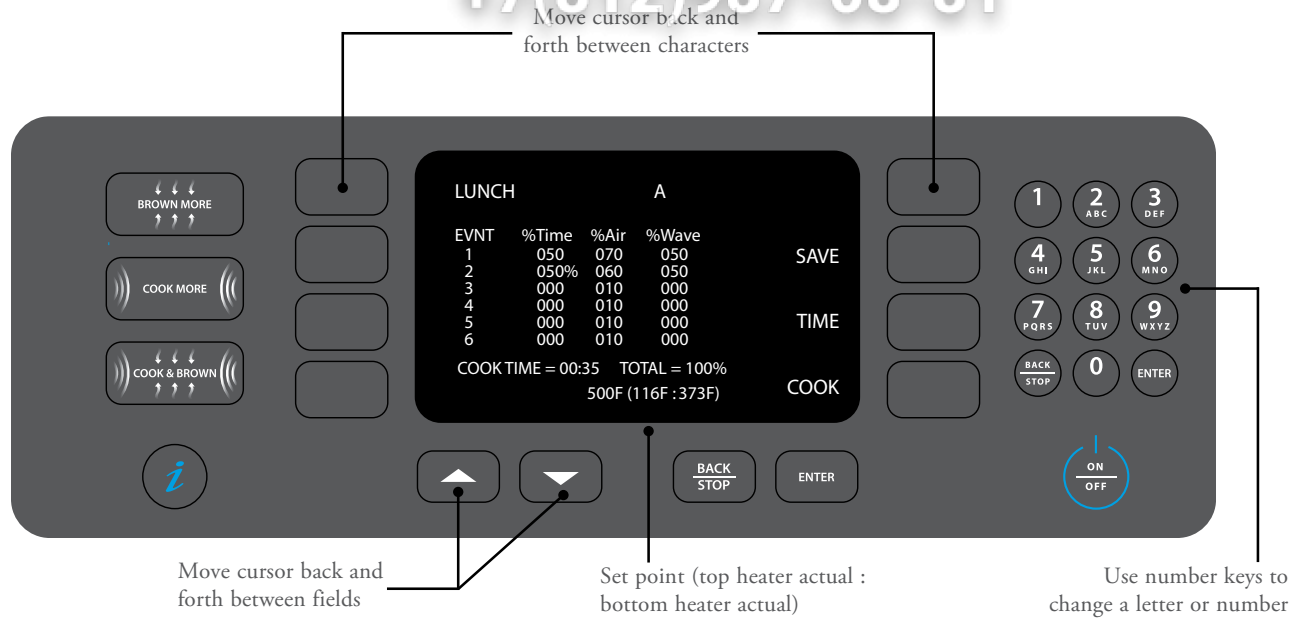 +7(812)987-08-81
Move cursor back and
forth between characters
BROWN MORE
COOK MORE
COOK & BROWN
i
LUNCH A
EVNT %Time %Air %Wave
1 050 070 050
2 050% 060 050
3 000 010 000
4 000 010 000
5 000 010 000
6 000 010 000
COOK TIME = 00:35 TOTAL = 100%
500F (116F : 373F)
SAVE
TIME
COOK
1 2 3
ABC DEF
4 5 6
GHI JKL MNO
7 8 9
PQRS TUV WXYZ
BACK
STOP
0
ENTER
BACK
STOP
ENTER
ON
OFF
Move cursor back and
forth between fields
Set point (top heater actual :
bottom heater actual)
Use number keys to
change a letter or number